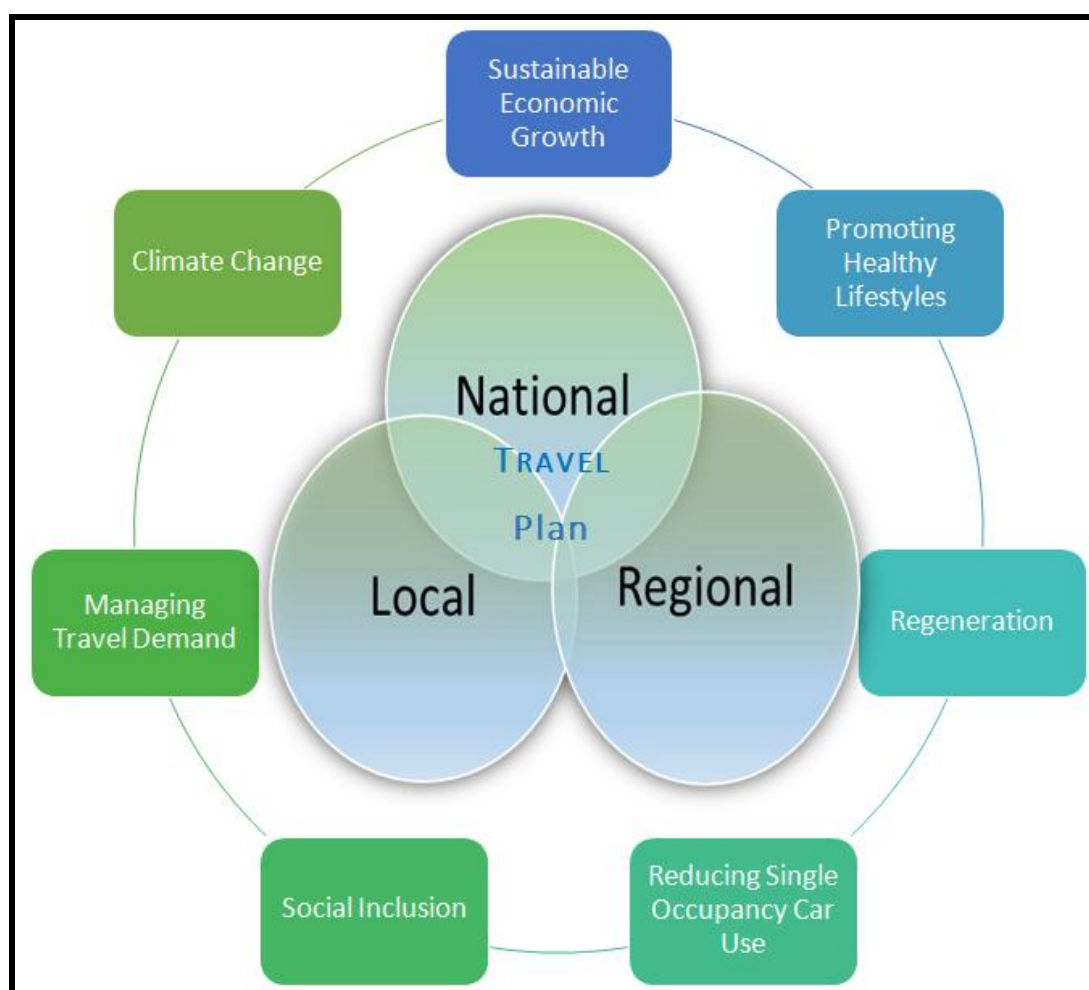 Sustainable
Economic
Growth
Promoting
Healthy
Lifestyles
Climate Change
National
TRAVEL
Plan
Local
Regional
Managing
Travel Demand
Regeneration
Social Inclusion
Reducing Single
Occupancy Car
Use